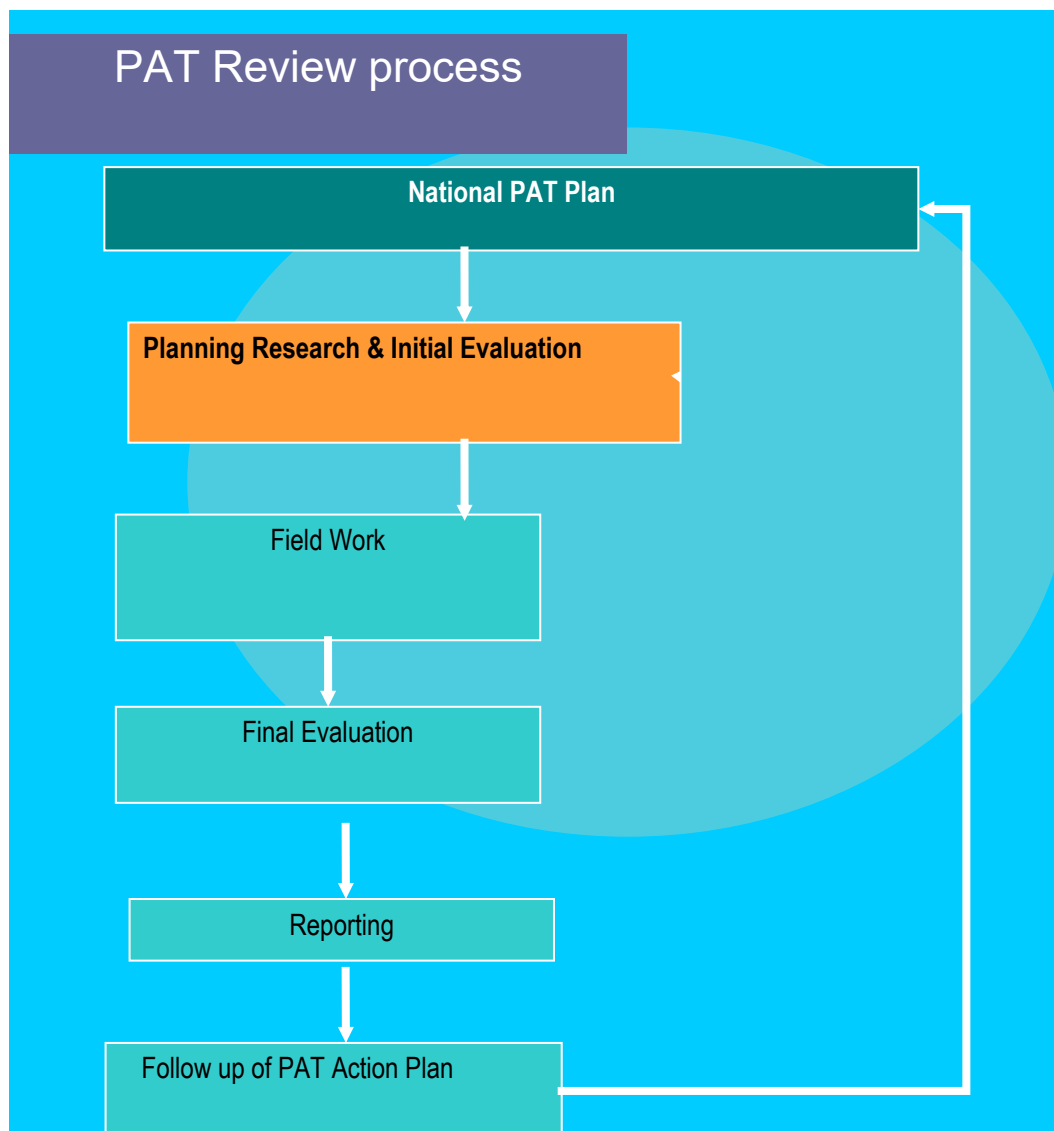 PAT Review process
National PAT Plan
Planning Research & Initial Evaluation
Field Work
Final Evaluation
Reporting
Follow up of PAT Action Plan